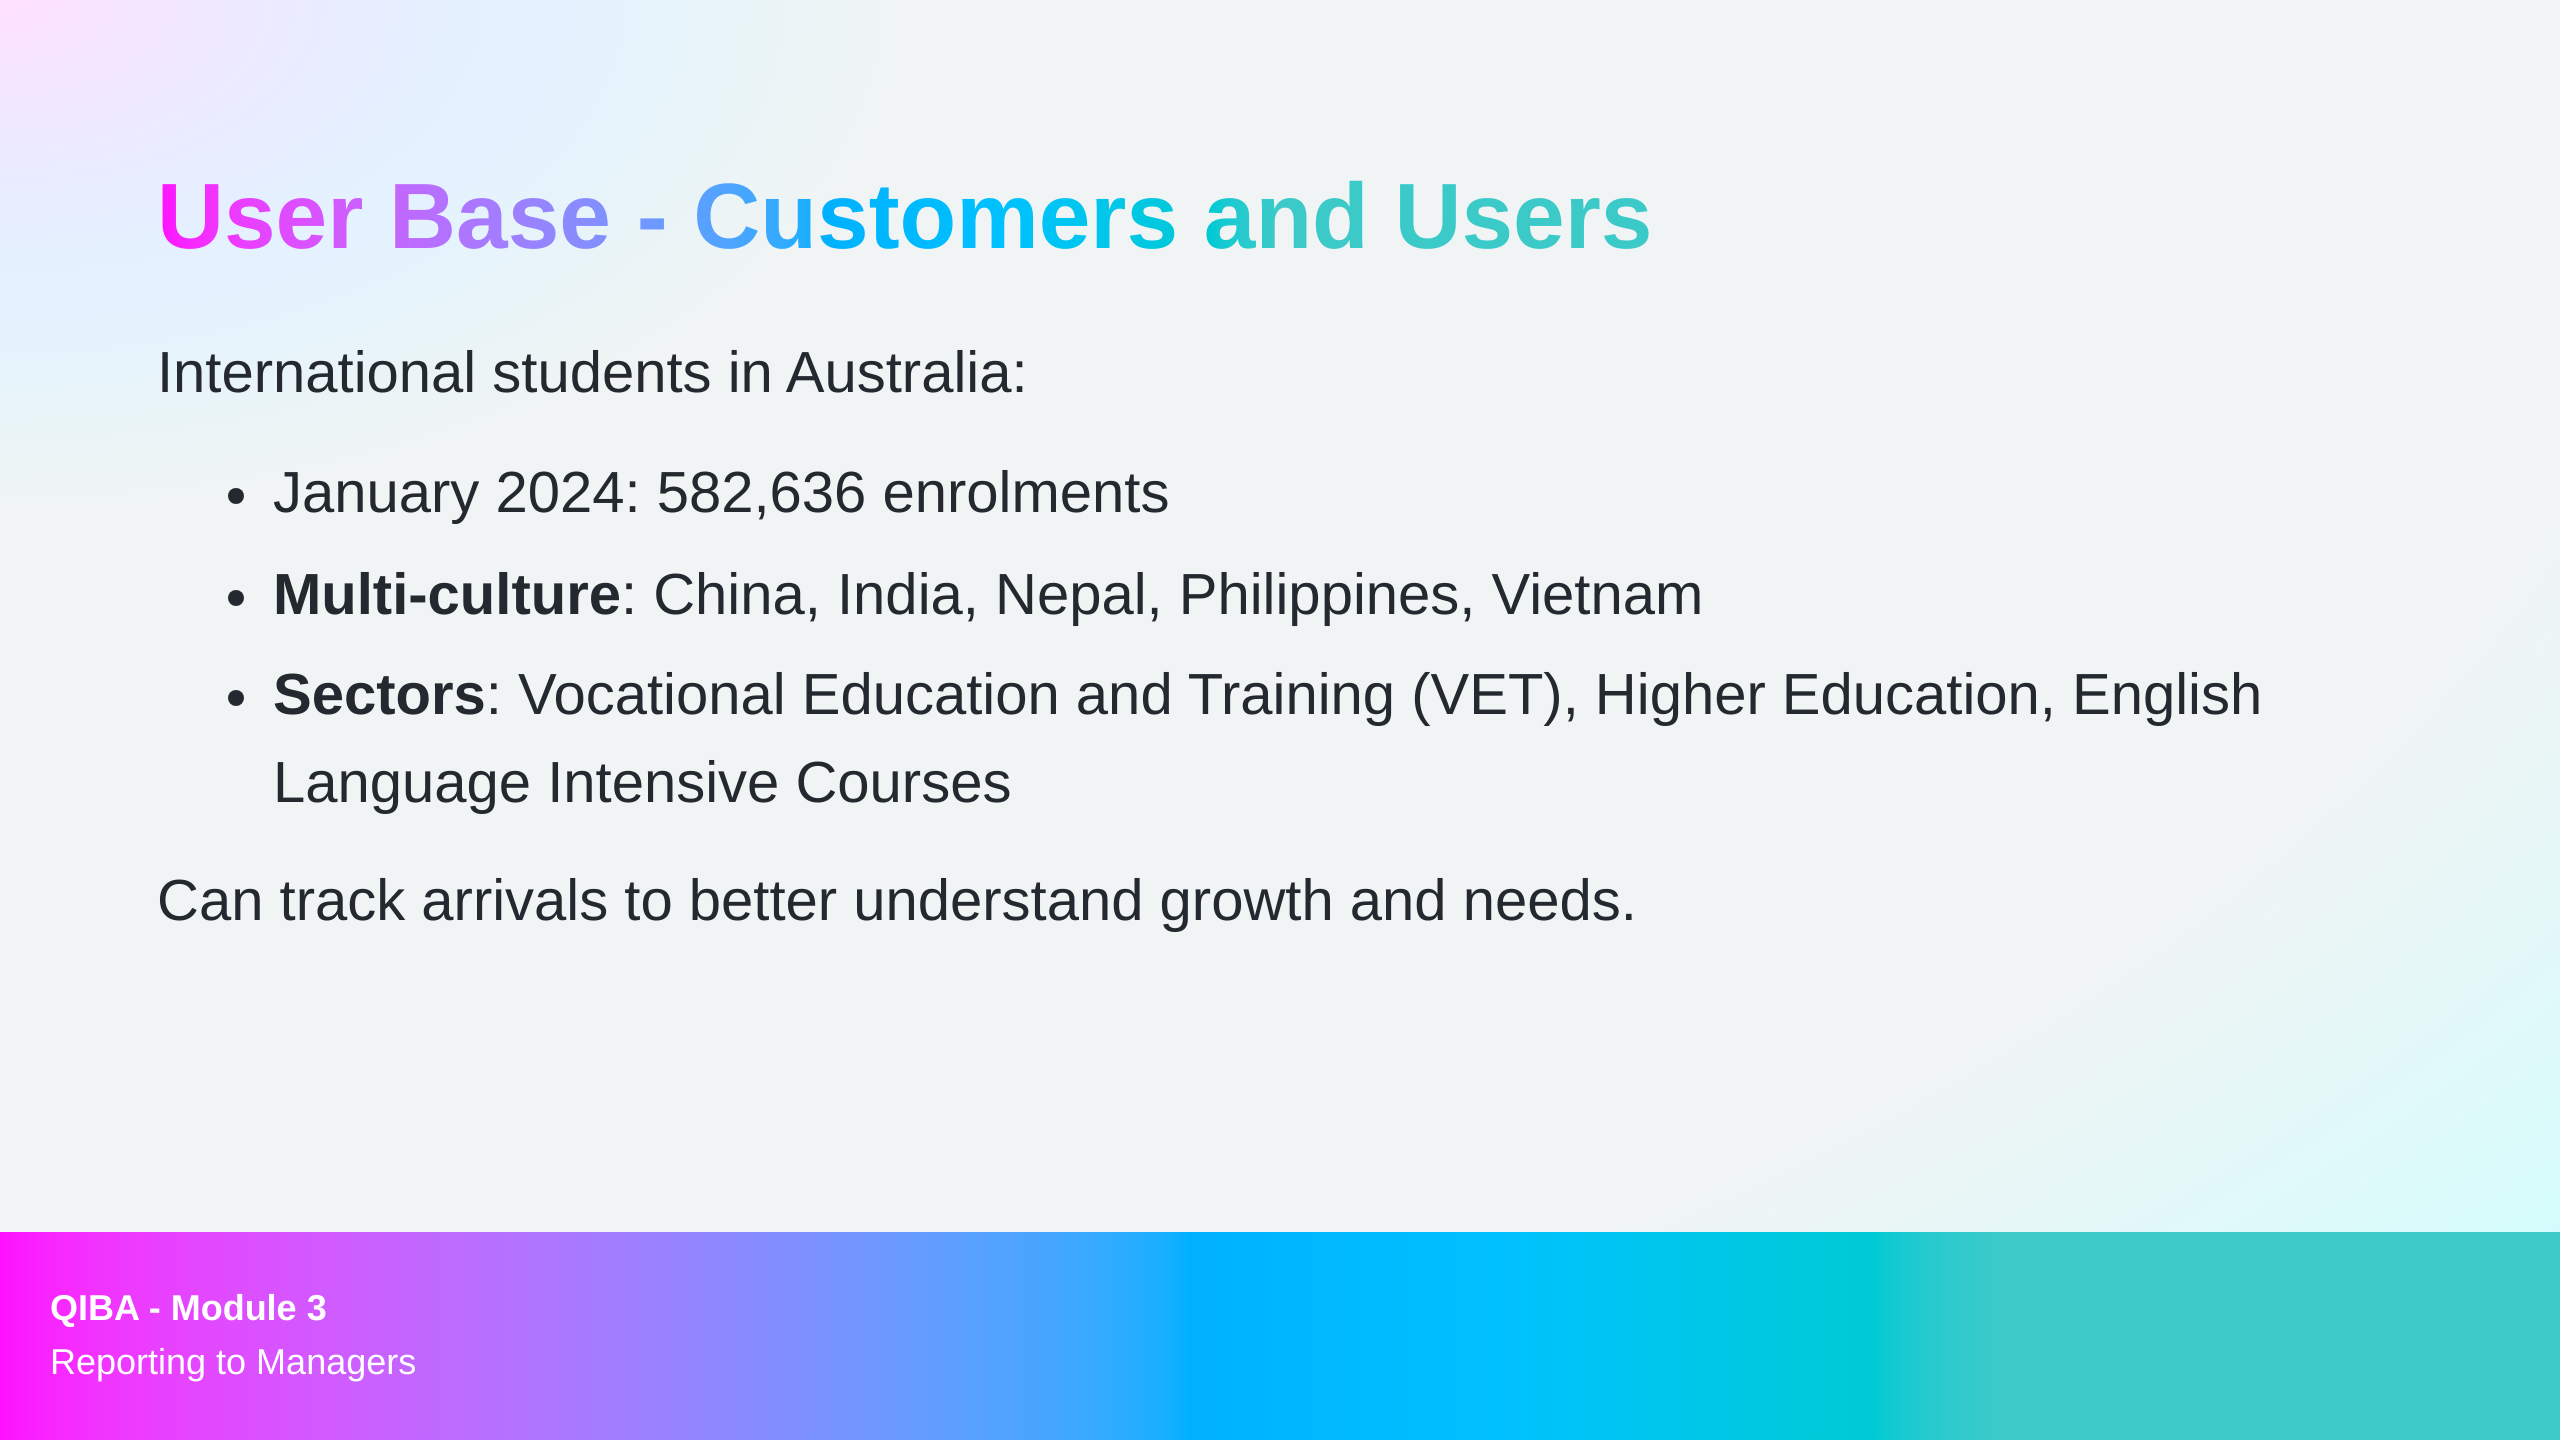 User Base - Customers and Users
International students in Australia:
• January 2024: 582,636 enrolments
• Multi-culture: China, India, Nepal, Philippines, Vietnam
• Sectors: Vocational Education and Training (VET), Higher Education, English
Language Intensive Courses
Can track arrivals to better understand growth and needs.
QIBA - Module 3
Reporting to Managers